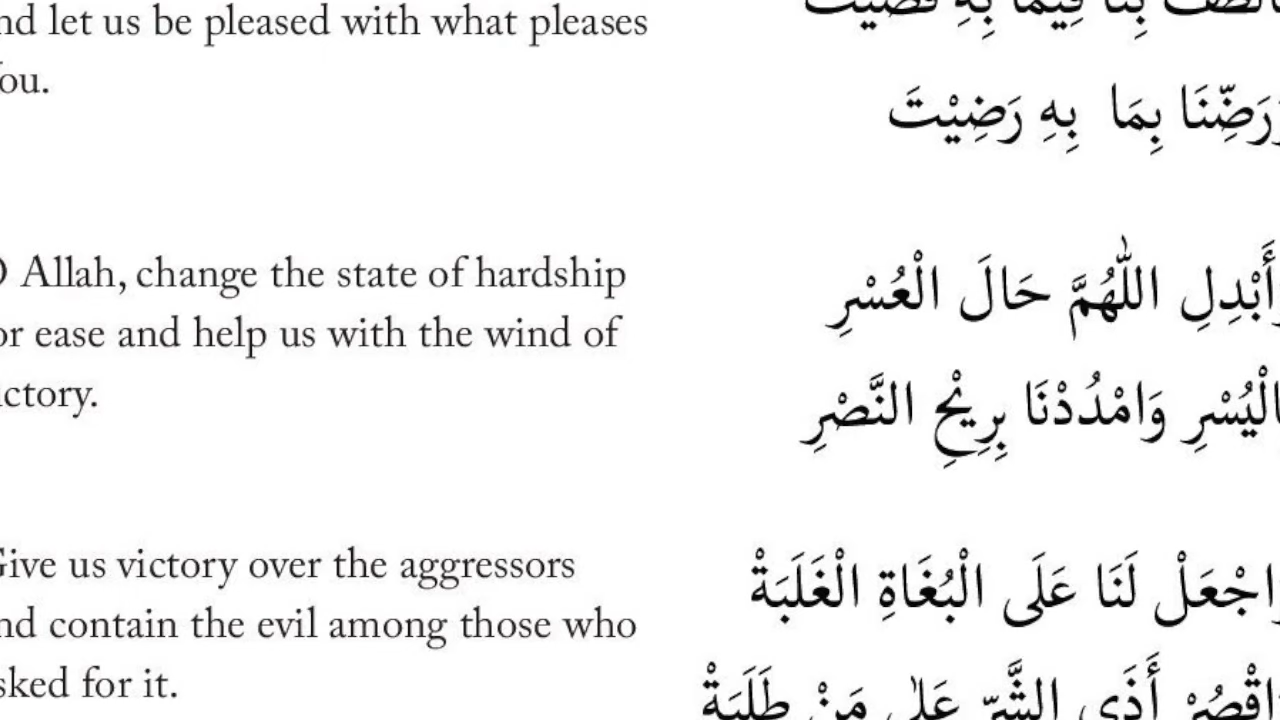 nd let us be pleased with what pleases
ou.
بِنَا فِيْمَا بِهِ قَضَيْتَ
وَرَضِّنَا بِمَا بِهِ رَضِيْتَ
O Allah, change the state of hardship
or ease and help us with the wind of
ictory.
وَأَبْدِلِ اللّٰهُمَّ حَالَ الْعُسْرِ
بِالْيُسْرِ وَامْدُدْنَا بِرِيْحِ النَّصْرِ
Give us victory over the aggressors
nd contain the evil among those who
sked for it.
وَاجْعَلْ لَنَا عَلَى الْبُغَاةِ الْغَلَبَةْ
وَاقْصُرْ أَذَى الشَّرِّ عَلٰى مَنْ طَلَبَةْ